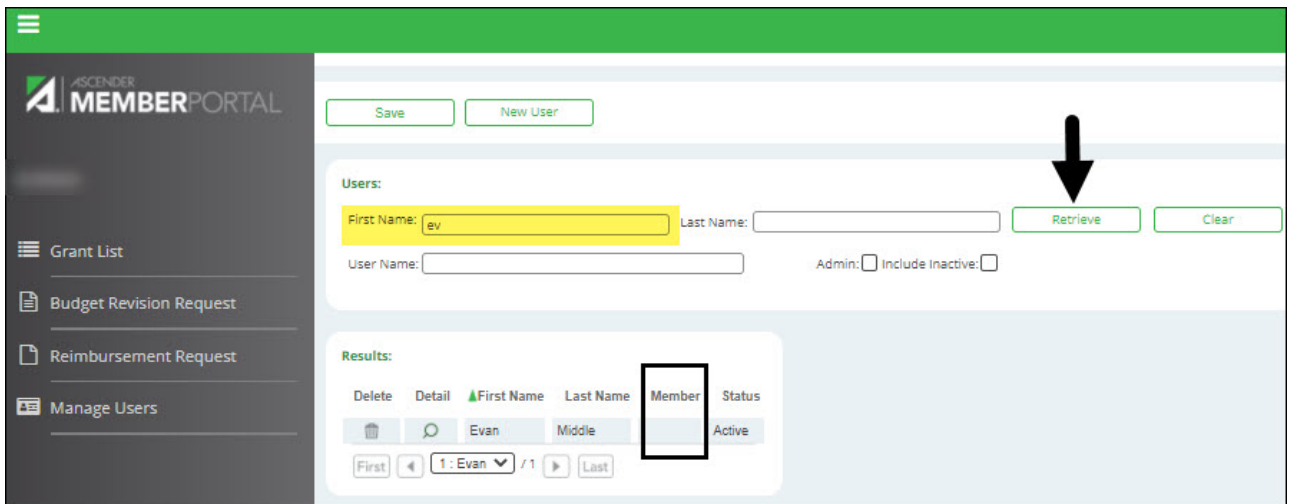 ASCENDER
MEMBERPORTAL
Grant List
Budget Revision Request
Reimbursement Request
Manage Users
Save New User
Users:
First Name: ev Last Name: Retrieve Clear
User Name: Admin: Include Inactive:
Results:
Delete Detail First Name Last Name Member Status
Evan Middle Active
First 1 : Evan / 1 Last